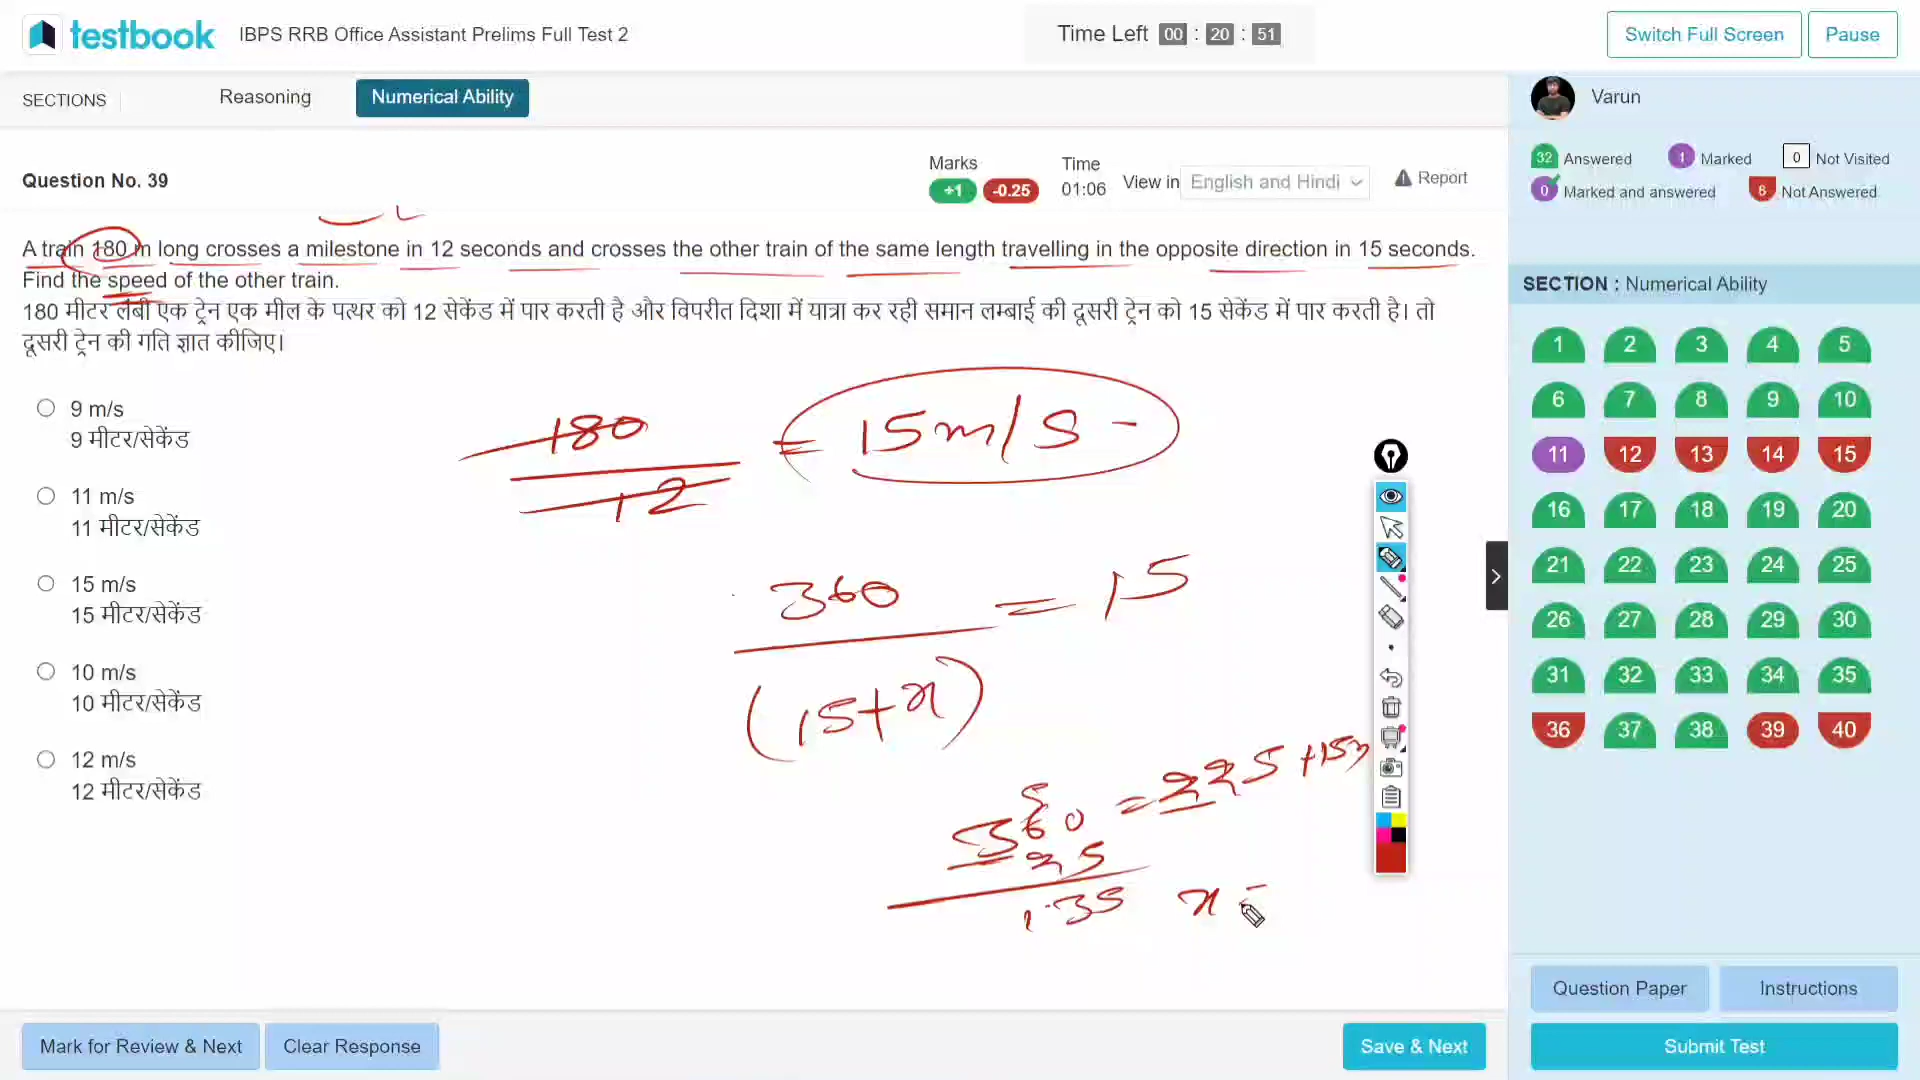 testbook IBPS RRB Office Assistant Prelims Full Test 2 Time Left 00 : 20 : 51 Switch Full Screen Pause
SECTIONS Reasoning Numerical Ability
Varun
32 Answered 1 Marked 0 Not Visited
0 Marked and answered 8 Not Answered
Question No. 39
Marks +1 -0.25
Time 01:06
View in English and Hindi Report
A train 180 m long crosses a milestone in 12 seconds and crosses the other train of the same length travelling in the opposite direction in 15 seconds.
Find the speed of the other train.
180 मीटर लंबी एक ट्रेन एक मील के पत्थर को 12 सेकेंड में पार करती है और विपरीत दिशा में यात्रा कर रही समान लम्बाई की दूसरी ट्रेन को 15 सेकेंड में पार करती है। तो
दूसरी ट्रेन की गति ज्ञात कीजिए।
9 m/s
9 मीटर/सेकेंड
11 m/s
11 मीटर/सेकेंड
15 m/s
15 मीटर/सेकेंड
10 m/s
10 मीटर/सेकेंड
12 m/s
12 मीटर/सेकेंड
180
12
= 15m/s
360 = 15
(15+x)
5
360 = 225 +15x
25
135 x =
SECTION : Numerical Ability
1 2 3 4 5
6 7 8 9 10
11 12 13 14 15
16 17 18 19 20
21 22 23 24 25
26 27 28 29 30
31 32 33 34 35
36 37 38 39 40
Question Paper Instructions
Mark for Review & Next Clear Response Save & Next Submit Test